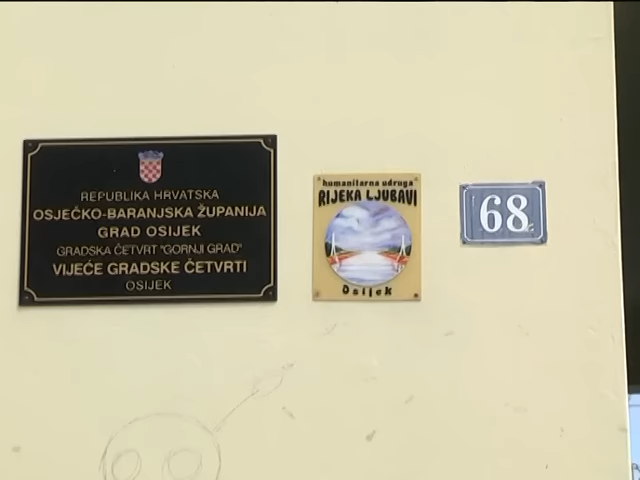 REPUBLIKA HRVATSKA
OSJEČKO-BARANJSKA ŽUPANIJA
GRAD OSIJEK
GRADSKA ČETVRT "GORNJI GRAD"
VIJEĆE GRADSKE ČETVRTI
OSIJEK
humanitarna udruga
RIJEKA LJUBAVI
Osijek
68